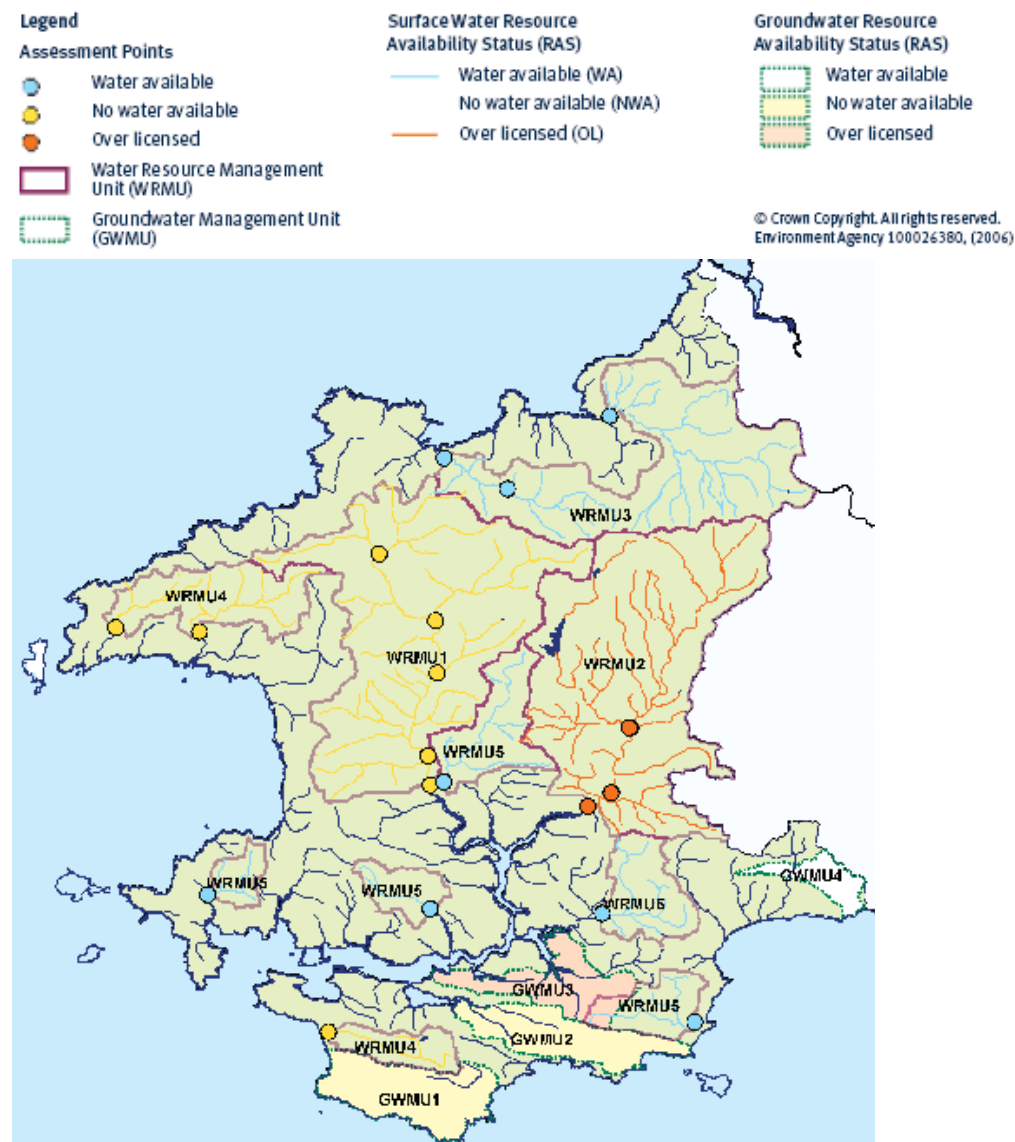 Legend
Assessment Points
Water available
No water available
Over licensed
Water Resource Management
Unit (WRMU)
Groundwater Management Unit
(GWMU)
Surface Water Resource
Availability Status (RAS)
Water available (WA)
No water available (NWA)
Over licensed (OL)
Groundwater Resource
Availability Status (RAS)
Water available
No water available
Over licensed
© Crown Copyright. All rights reserved.
Environment Agency 100026380, (2006)
WRMU3
WRMU4
WRMU1
WRMU2
WRMU5
WRMU5
WRMU5
WRMU6
GWMU4
GWMU3
WRMU5
GWMU2
WRMU4
GWMU1